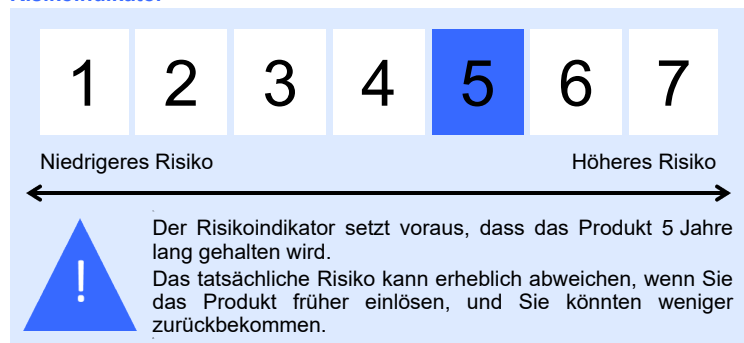 Risikoindikator
1 2 3 4 5 6 7
Niedrigeres Risiko Höheres Risiko
!
Der Risikoindikator setzt voraus, dass das Produkt 5 Jahre
lang gehalten wird.
Das tatsächliche Risiko kann erheblich abweichen, wenn Sie
das Produkt früher einlösen, und Sie könnten weniger
zurückbekommen.